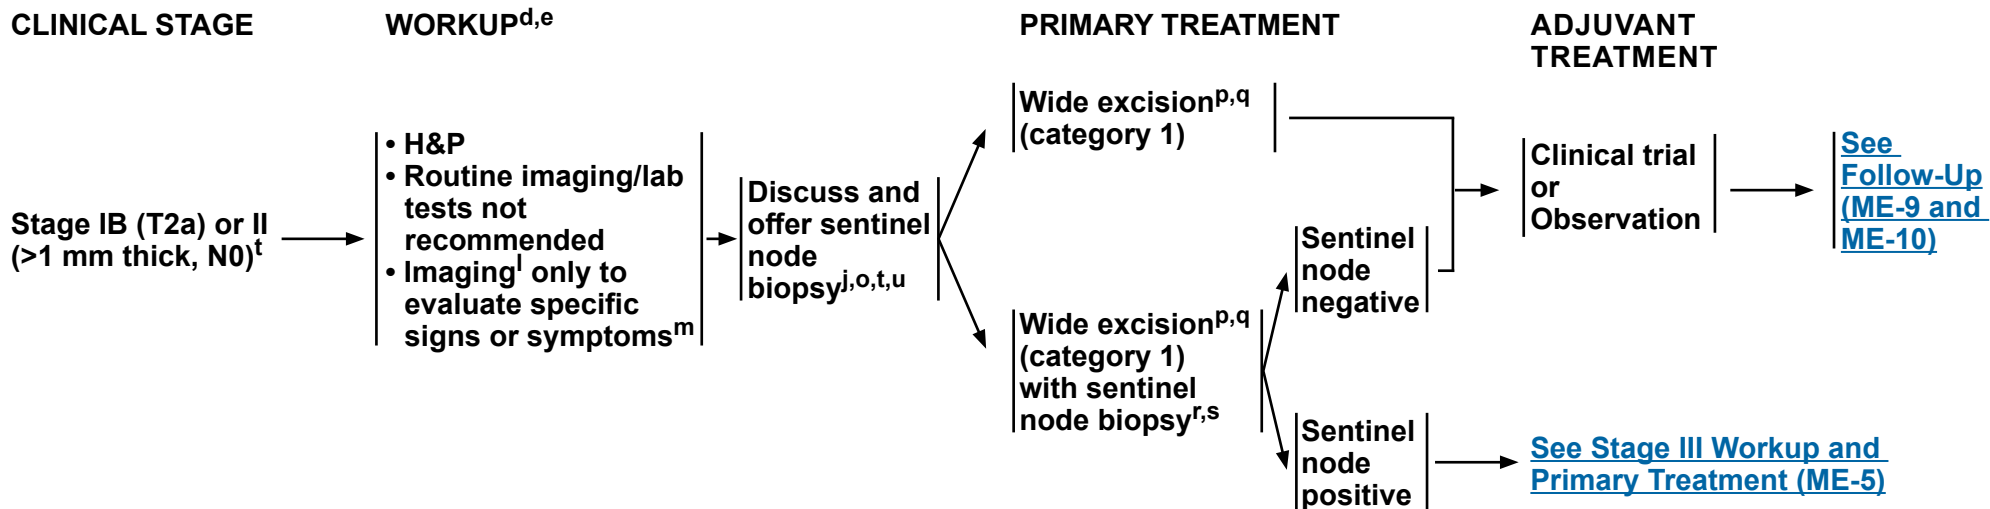 CLINICAL STAGE
WORKUPd,e
PRIMARY TREATMENT
ADJUVANT
TREATMENT
Stage IB (T2a) or II
(>1 mm thick, N0)t
• H&P
• Routine imaging/lab
tests not
recommended
• Imagingl only to
evaluate specific
signs or symptomsm
Discuss and
offer sentinel
node
biopsyj,o,t,u
Wide excisionp,q
(category 1)
Wide excisionp,q
(category 1)
with sentinel
node biopsyr,s
Sentinel
node
negative
Sentinel
node
positive
Clinical trial
or
Observation
See
Follow-Up
(ME-9 and
ME-10)
See Stage III Workup and
Primary Treatment (ME-5)